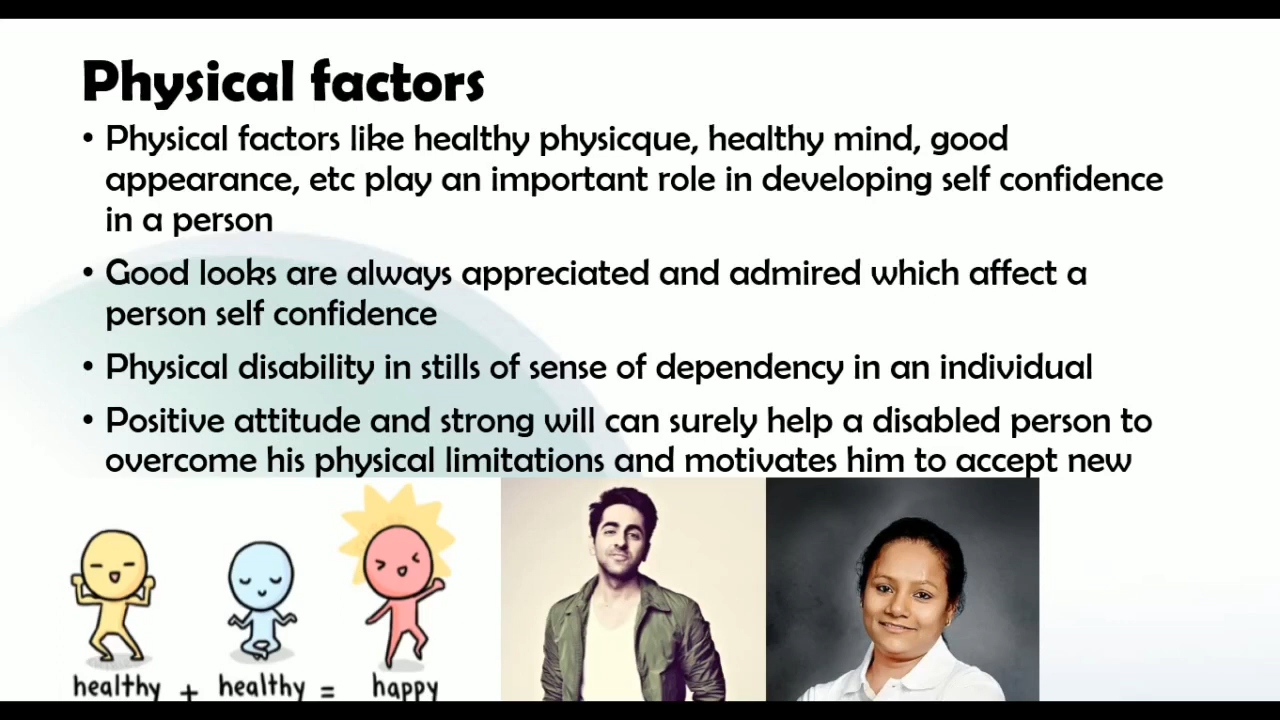 Physical factors
• Physical factors like healthy physicque, healthy mind, good
appearance, etc play an important role in developing self confidence
in a person
• Good looks are always appreciated and admired which affect a
person self confidence
• Physical disability in stills of sense of dependency in an individual
• Positive attitude and strong will can surely help a disabled person to
overcome his physical limitations and motivates him to accept new
healthy + healthy = happy